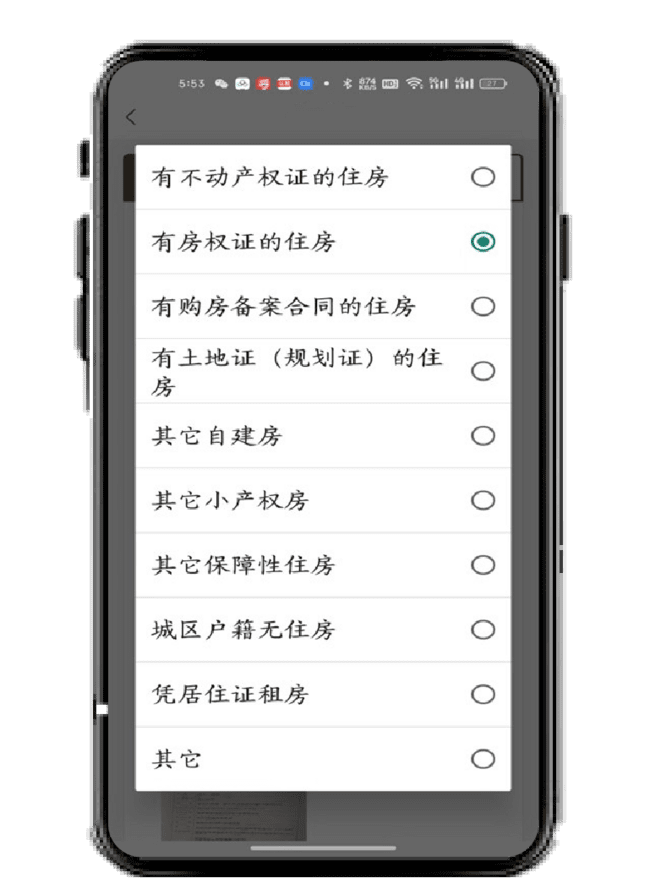 5:53
有不动产权证的住房
有房权证的住房
有购房备案合同的住房
有土地证（规划证）的住
房
其它自建房
其它小产权房
其它保障性住房
城区户籍无住房
凭居住证租房
其它